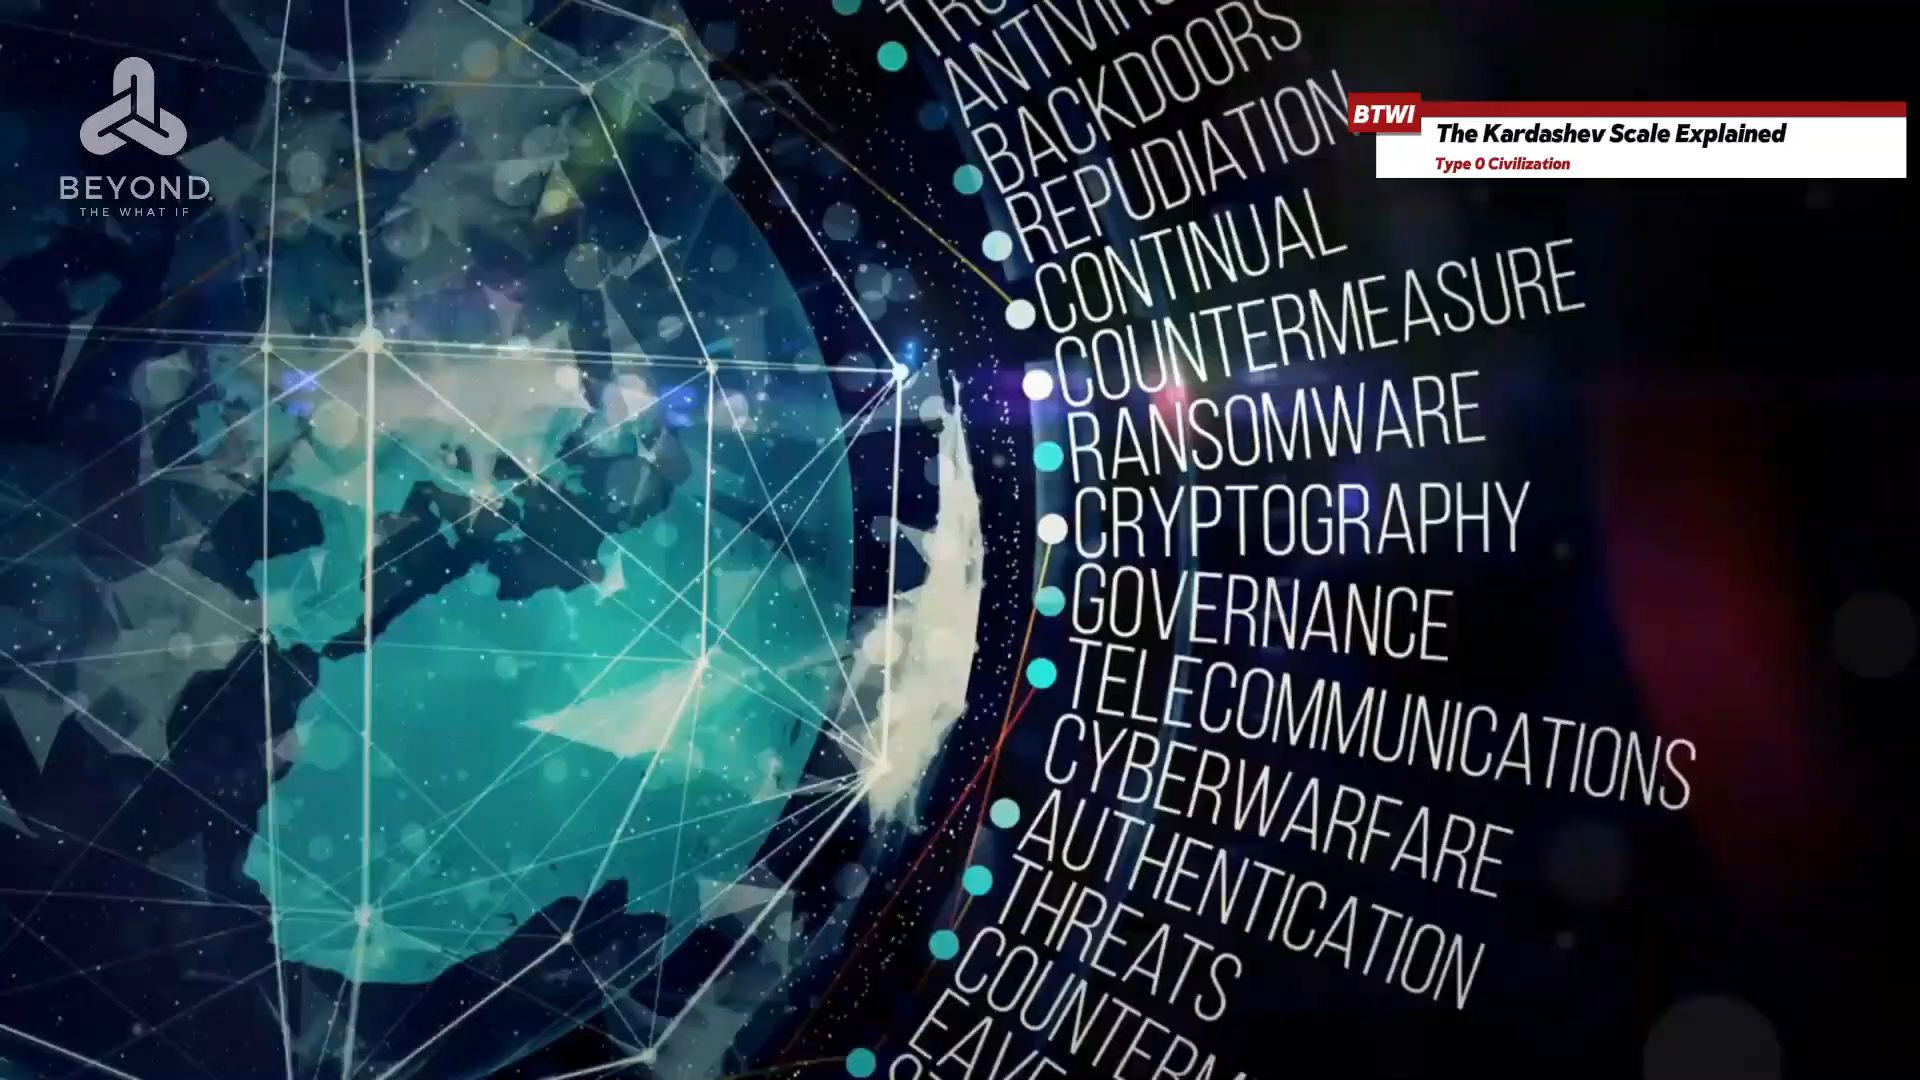 BEYOND
THE WHAT IF
BTWI
The Kardashev Scale Explained
Type 0 Civilization
BACKDOORS
REPUDIATION
CONTINUAL
COUNTERMEASURE
RANSOMWARE
CRYPTOGRAPHY
GOVERNANCE
TELECOMMUNICATIONS
CYBERWARFARE
AUTHENTICATION
THREATS